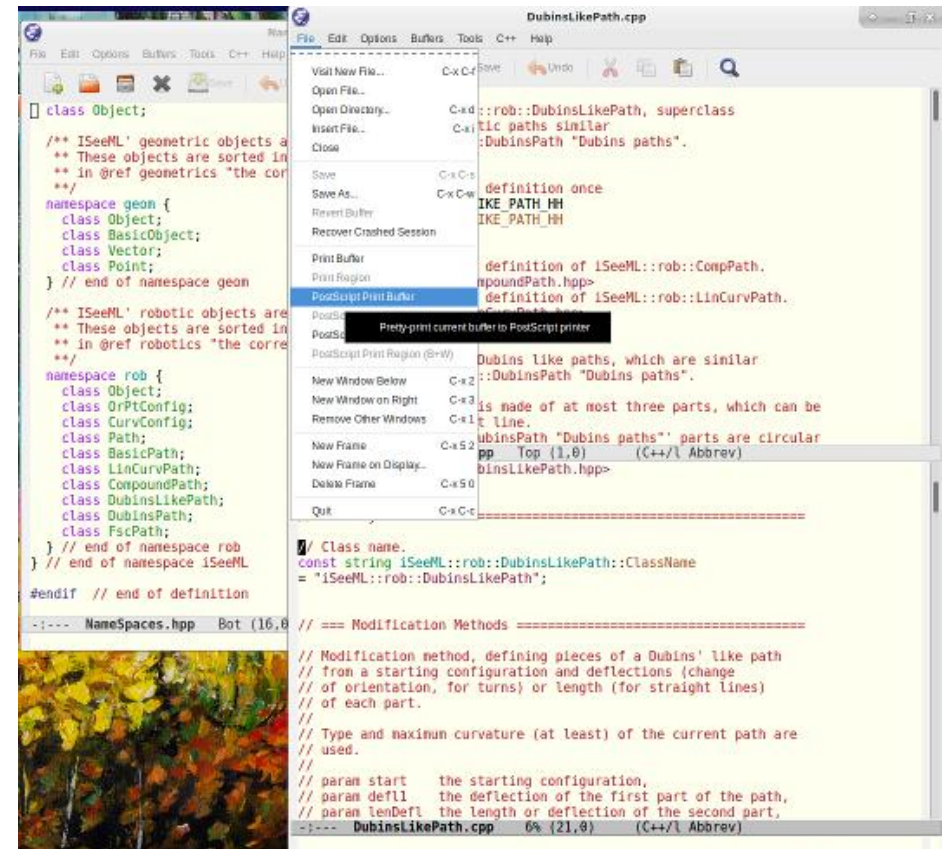 DubinsLikePath.cpp
File Edit Options Buffers Tools C++ Help
File Edit Options Buffers Tools C++ Help
Save
class Object;
/** ISeeML' geometric objects a
** These objects are sorted in
** in @ref geometrics "the cor
**/
namespace geom {
class Object;
class BasicObject;
class Vector;
class Point;
} // end of namespace geom
/** ISeeML' robotic objects are
** These objects are sorted in
** in @ref robotics "the corre
**/
namespace rob {
class Object;
class OrPtConfig;
class CurvConfig;
class Path;
class BasicPath;
class LinCurvPath;
class CompoundPath;
class DubinsLikePath;
class DubinsPath;
class FscPath;
} // end of namespace rob
} // end of namespace iSeeML
#endif // end of definition
-:--- NameSpaces.hpp Bot (16,0
Visit New File... C-x C-f
Open File...
Open Directory... C-x d
Insert File... C-x i
Close
Save C-x C-s
Save As... C-x C-w
Revert Buffer
Recover Crashed Session
Print Buffer
Print Region
PostScript Print Buffer
Pretty-print current buffer to PostScript printer
PostScript Print Region (B+W)
New Window Below C-x 2
New Window on Right C-x 3
Remove Other Windows C-x 1
New Frame C-x 5 2
New Frame on Display...
Delete Frame C-x 5 0
Quit C-x C-c
Save Undo
::rob::DubinsLikePath, superclass
tic paths similar
:DubinsPath "Dubins paths".
definition once
IKE_PATH_HH
IKE_PATH_HH
definition of iSeeML::rob::CompPath.
mpoundPath.hpp>
definition of iSeeML::rob::LinCurvPath.
Dubins like paths, which are similar
::DubinsPath "Dubins paths".
is made of at most three parts, which can be
t line.
ubinsPath "Dubins paths"' parts are circular
pp Top (1,0) (C++/l Abbrev)
binsLikePath.hpp>
// Class name.
const string iSeeML::rob::DubinsLikePath::ClassName
= "iSeeML::rob::DubinsLikePath";
// === Modification Methods ======================================
// Modification method, defining pieces of a Dubins' like path
// from a starting configuration and deflections (change
// of orientation, for turns) or length (for straight lines)
// of each part.
//
// Type and maximum curvature (at least) of the current path are
// used.
//
// param start the starting configuration,
// param defl1 the deflection of the first part of the path,
// param lenDefl the length or deflection of the second part,
-:--- DubinsLikePath.cpp 6% (21,0) (C++/l Abbrev)